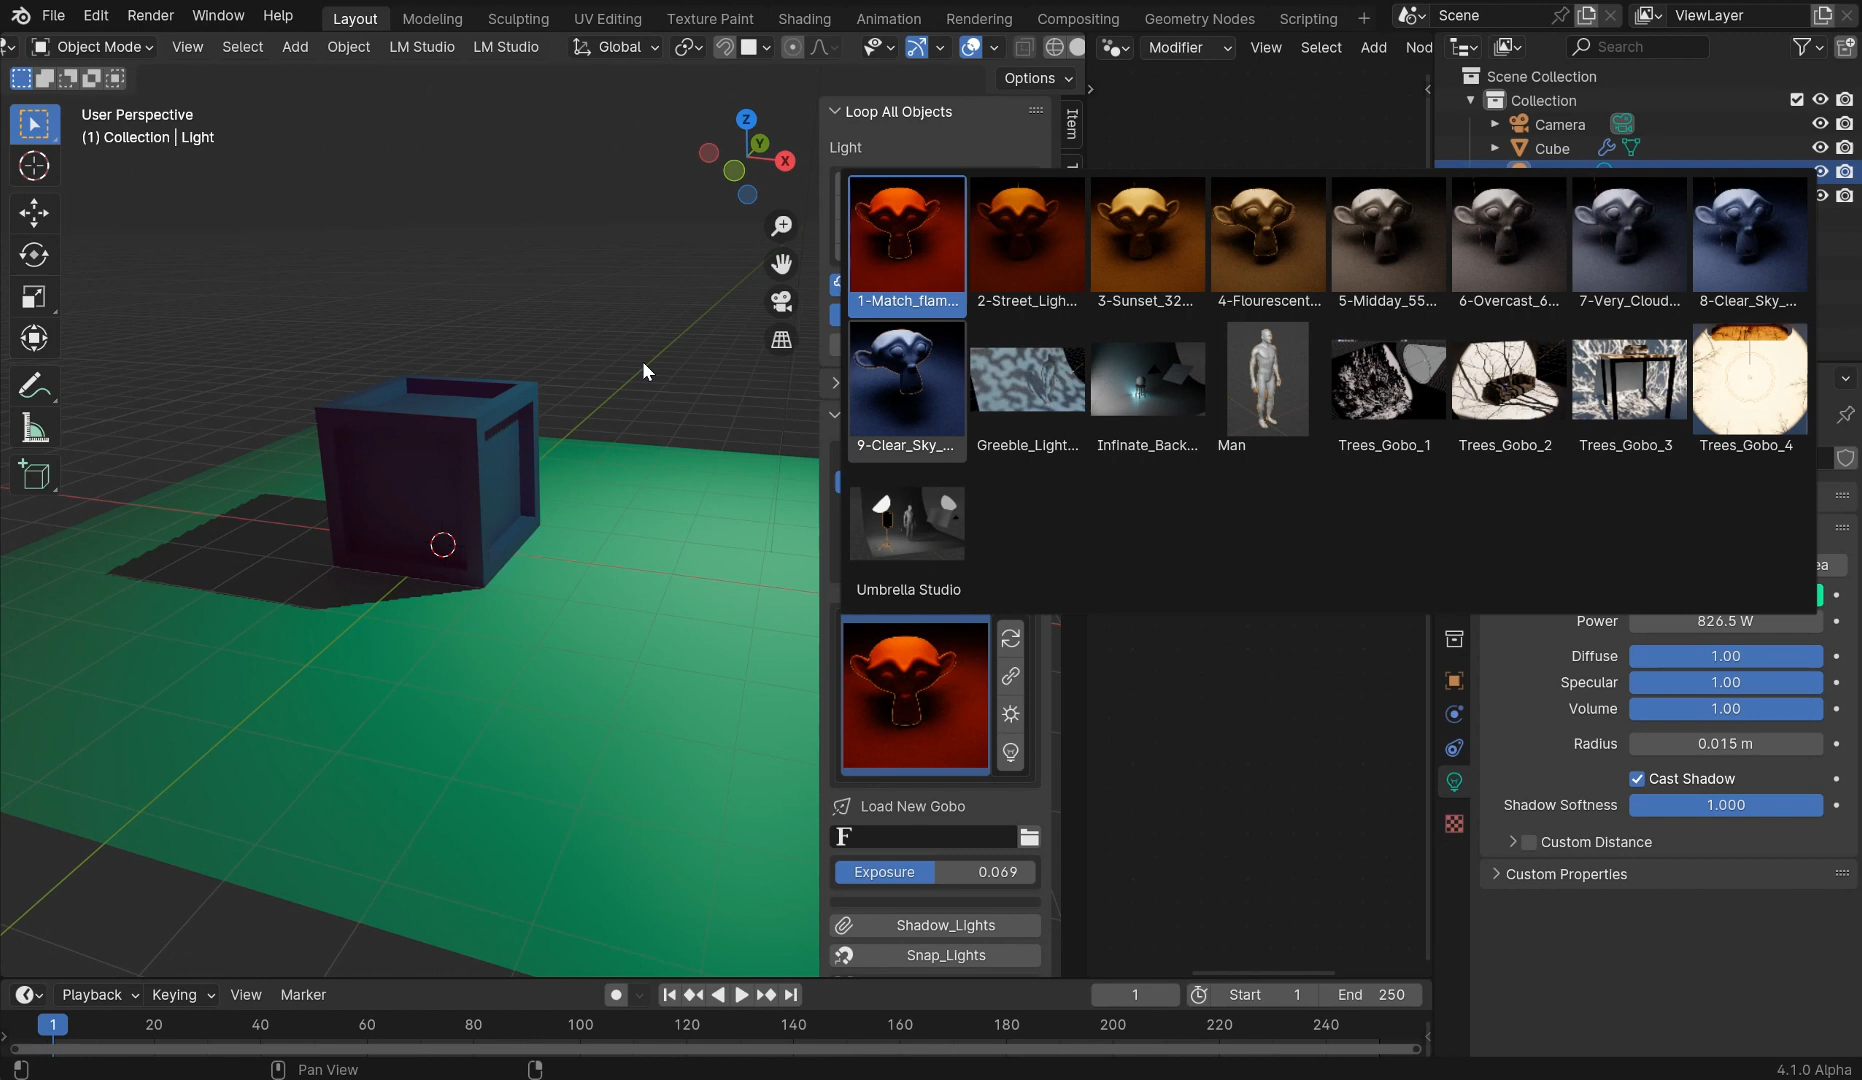 File Edit Render Window Help Layout Modeling Sculpting UV Editing Texture Paint Shading Animation Rendering Compositing Geometry Nodes Scripting + Scene ViewLayer
Object Mode View Select Add Object LM Studio LM Studio Global Modifier View Select Add Nod Search
Options
Scene Collection
Collection
Camera
Cube
User Perspective
(1) Collection | Light
Z
Y
X
Loop All Objects
Item
Light
1-Match_flam... 2-Street_Ligh... 3-Sunset_32... 4-Flourescent... 5-Midday_55... 6-Overcast_6... 7-Very_Cloud... 8-Clear_Sky_...
9-Clear_Sky_... Greeble_Light... Infinate_Back... Man Trees_Gobo_1 Trees_Gobo_2 Trees_Gobo_3 Trees_Gobo_4
Umbrella Studio
ea
Power 826.5 W
Diffuse 1.00
Specular 1.00
Volume 1.00
Radius 0.015 m
Cast Shadow
Shadow Softness 1.000
Custom Distance
Custom Properties
Load New Gobo
F
Exposure 0.069
Shadow_Lights
Snap_Lights
Playback Keying View Marker 1 Start 1 End 250
1 20 40 60 80 100 120 140 160 180 200 220 240
Pan View 4.1.0 Alpha